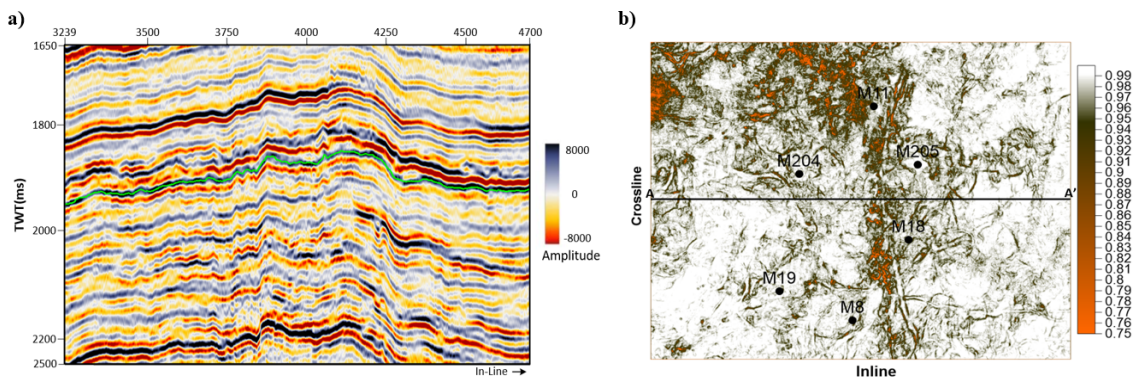 a)
3239 3500 3750 4000 4250 4500 4700
1650
1800
2000
2200
2500
TWT(ms)
In-Line →
8000
0
-8000
Amplitude
b)
M11
M204
M205
A
A'
M18
M19
M8
Crossline
Inline
0.99
0.98
0.97
0.96
0.95
0.94
0.93
0.92
0.91
0.9
0.89
0.88
0.87
0.86
0.85
0.84
0.83
0.82
0.81
0.8
0.79
0.78
0.77
0.76
0.75